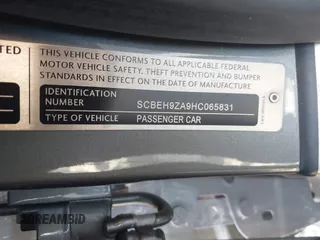 TED
THIS VEHICLE CONFORMS TO ALL APPLICABLE FEDERAL
MOTOR VEHICLE SAFETY, THEFT PREVENTION AND BUMPER
STANDARDS IN EFFECT ON THE DATE OF MANUFACTURE
IDENTIFICATION
NUMBER
SCBEH9ZA9HC065831
TYPE OF VEHICLE
PASSENGER CAR
DREAMBID